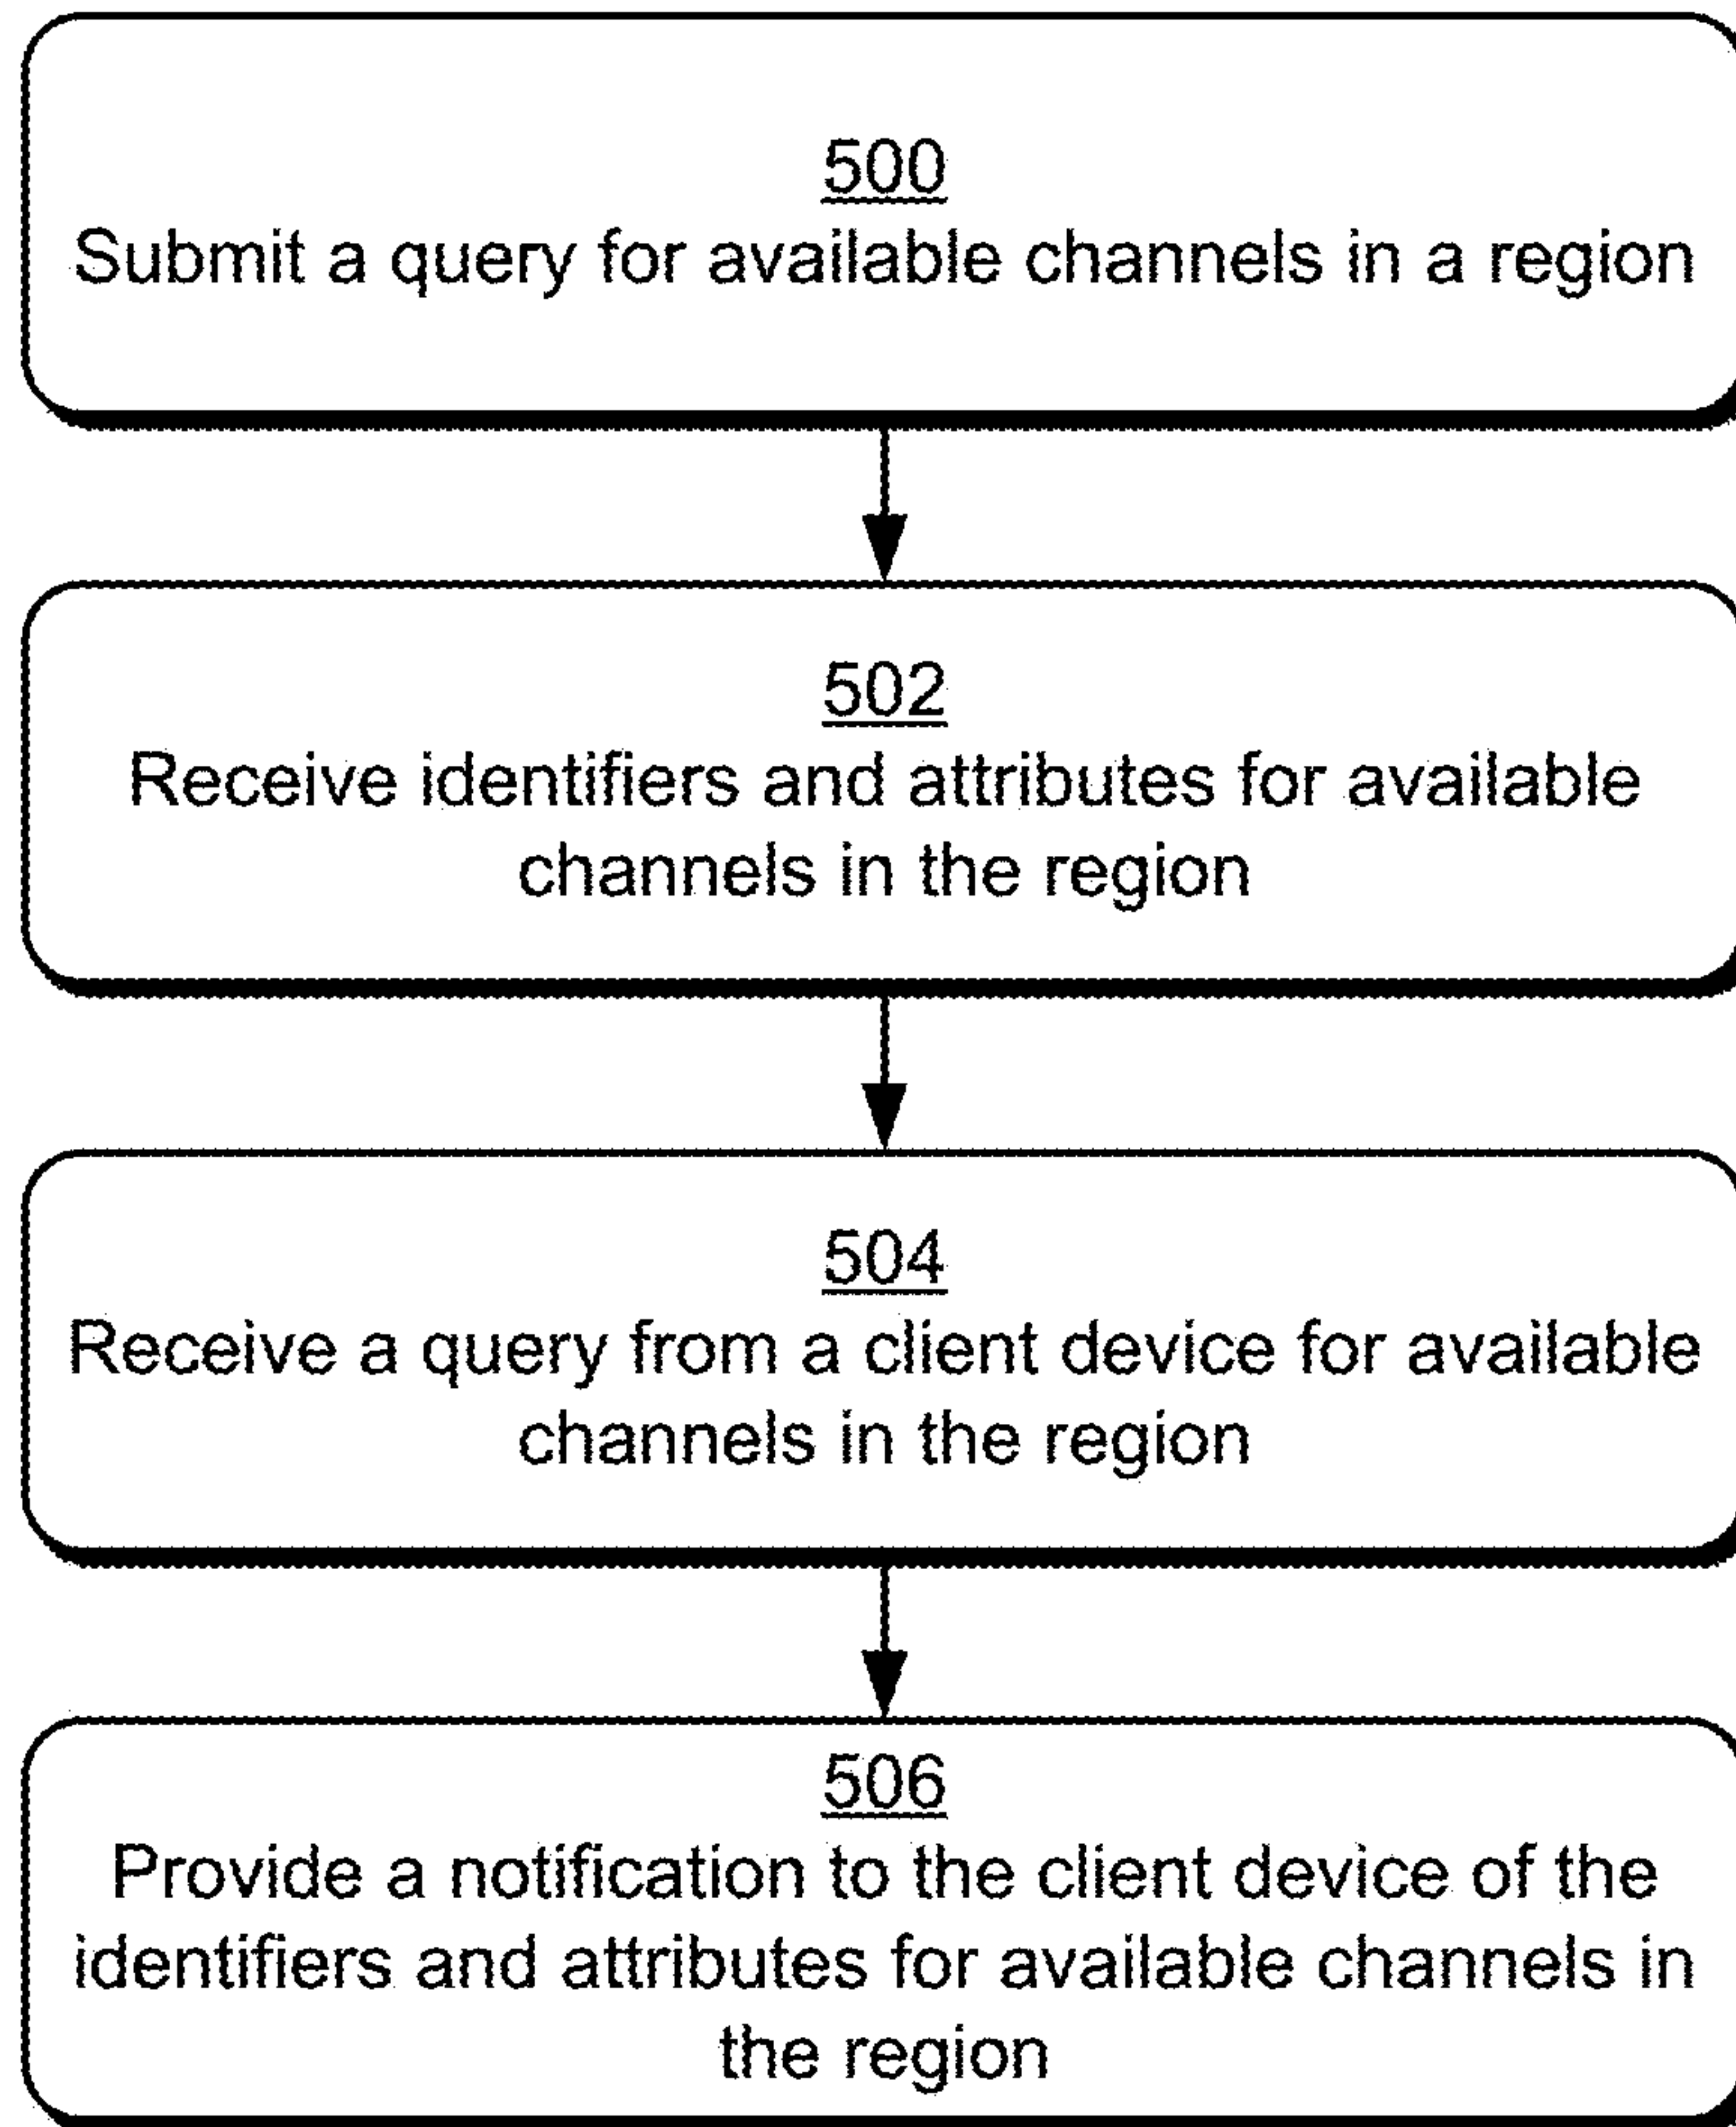 500
Submit a query for available channels in a region
502
Receive identifiers and attributes for available
channels in the region
504
Receive a query from a client device for available
channels in the region
506
Provide a notification to the client device of the
identifiers and attributes for available channels in
the region